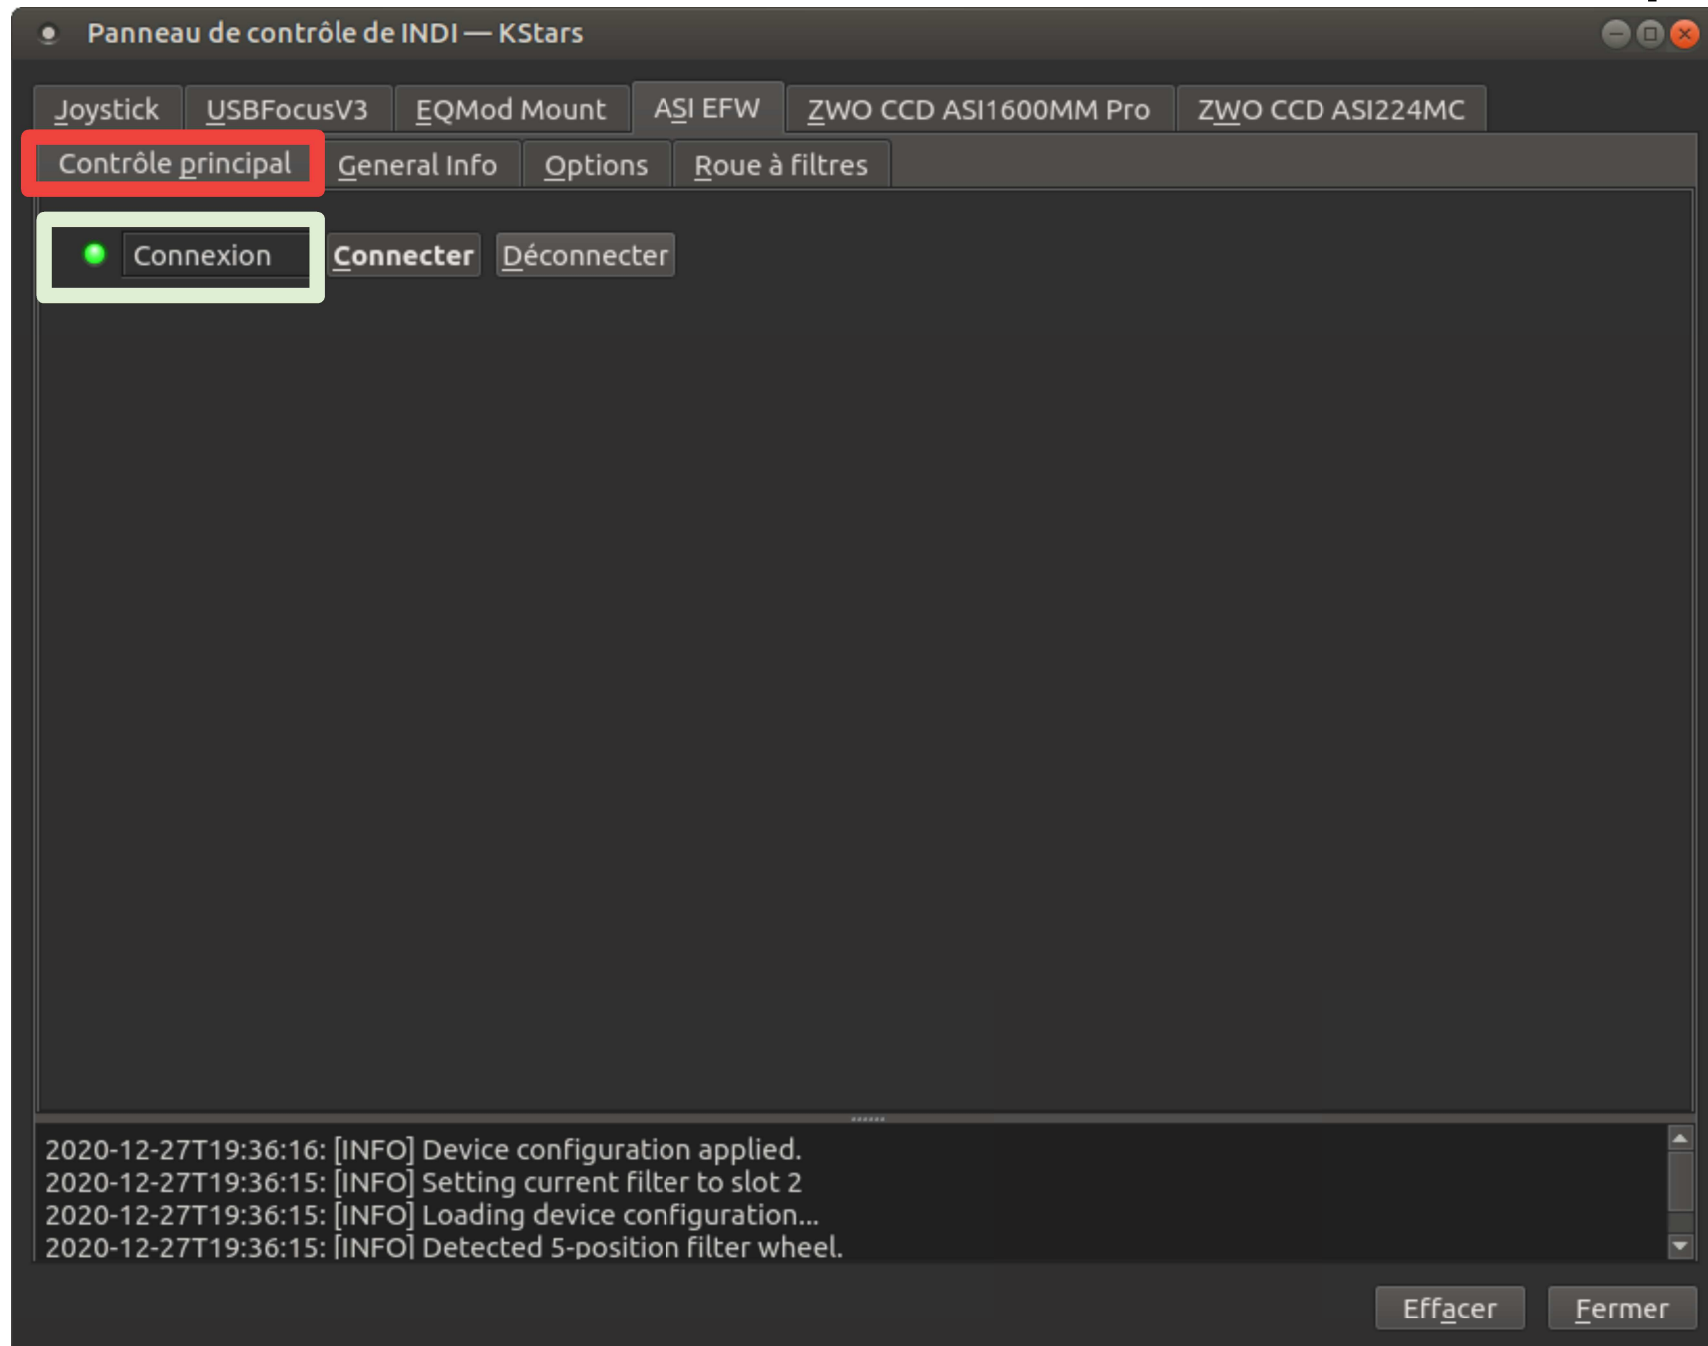 Panneau de contrôle de INDI — KStars
Joystick USBFocusV3 EQMod Mount ASI EFW ZWO CCD ASI1600MM Pro ZWO CCD ASI224MC
Contrôle principal General Info Options Roue à filtres
Connexion Connecter Déconnecter
2020-12-27T19:36:16: [INFO] Device configuration applied.
2020-12-27T19:36:15: [INFO] Setting current filter to slot 2
2020-12-27T19:36:15: [INFO] Loading device configuration...
2020-12-27T19:36:15: [INFO] Detected 5-position filter wheel.
Effacer Fermer